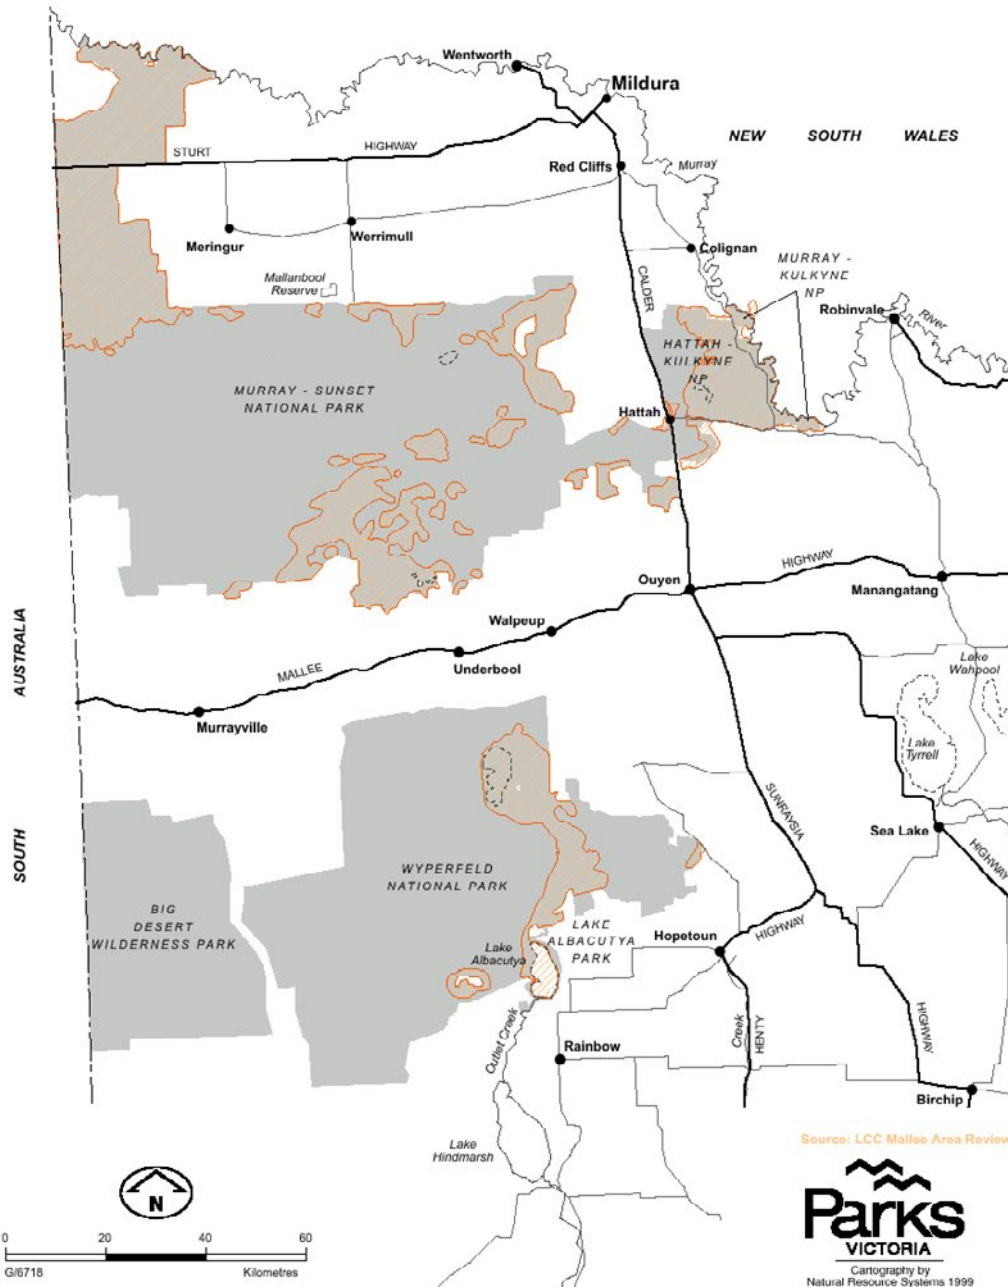 Wentworth
Mildura
NEW SOUTH WALES
STURT
HIGHWAY
Red Cliffs
Murray
Meringur
Werrimull
Colignan
CALDER
MURRAY -
KULKYNE
NP
Mallanbool
Reserve
Robinvale
River
HATTAH -
KULKYNE
NP
MURRAY - SUNSET
NATIONAL PARK
Hattah
HIGHWAY
Ouyen
Manangatang
Walpeup
AUSTRALIA
MALLEE
Underbool
Lake
Wahpool
Murrayville
Lake
Tyrrell
SUNRAYSIA
Sea Lake
HIGHWAY
SOUTH
WYPERFELD
NATIONAL PARK
BIG
DESERT
WILDERNESS PARK
LAKE
ALBACUTYA
PARK
Hopetoun
HIGHWAY
Lake
Albacutya
HIGHWAY
Outlet Creek
Creek
HENTY
Rainbow
Birchip
Lake
Hindmarsh
Source: LCC Mallee Area Review
N
Parks
VICTORIA
0 20 40 60
G/6718 Kilometres
Cartography by
Natural Resource Systems 1999